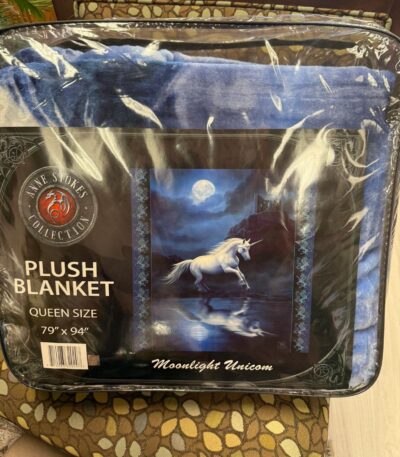 ANNE STOKES
COLLECTION
PLUSH
BLANKET
QUEEN SIZE
79" x 94"
Moonlight Unicorn